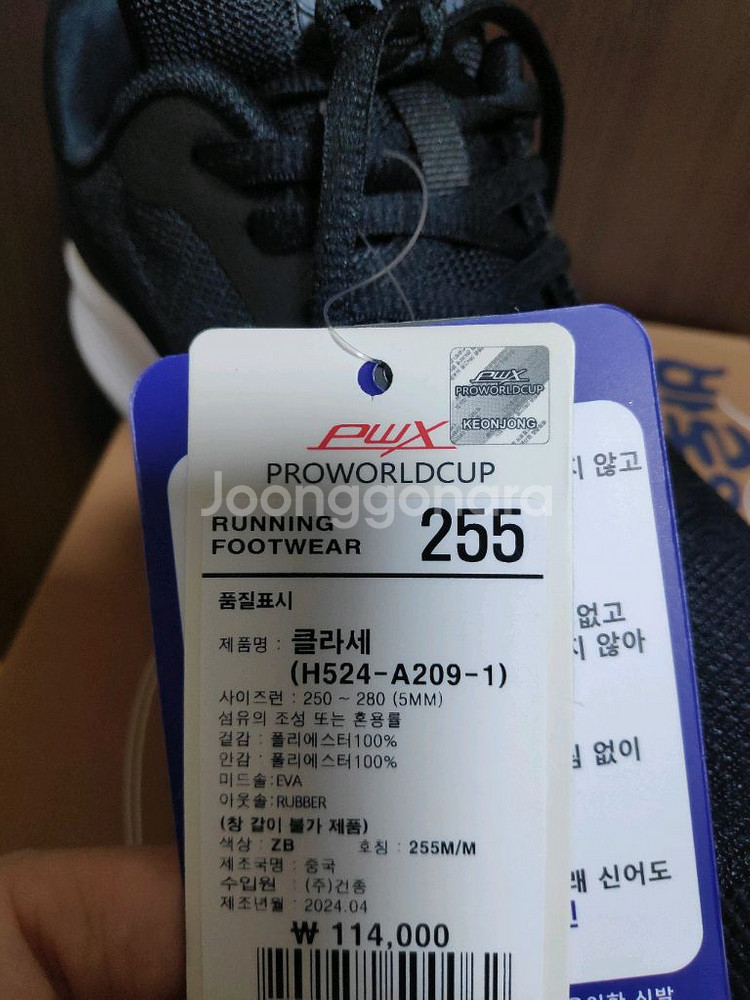 PWX
PROWORLDCUP
KEONJONG
PWX
PROWORLDCUP
Joonggonara
RUNNING
FOOTWEAR 255
품질표시
제품명 : 클라세
(H524-A209-1)
사이즈런 : 250 ~ 280 (5MM)
섬유의 조성 또는 혼용률
겉감 : 폴리에스터100%
안감 : 폴리에스터100%
미드솔:EVA
아웃솔:RUBBER
(창 갈이 불가 제품)
색상 : ZB 호칭 : 255M/M
제조국명 : 중국
수입원 : (주)건종
제조년월 : 2024.04
₩ 114,000
지 않고
없고
지 않아
없이
신어도